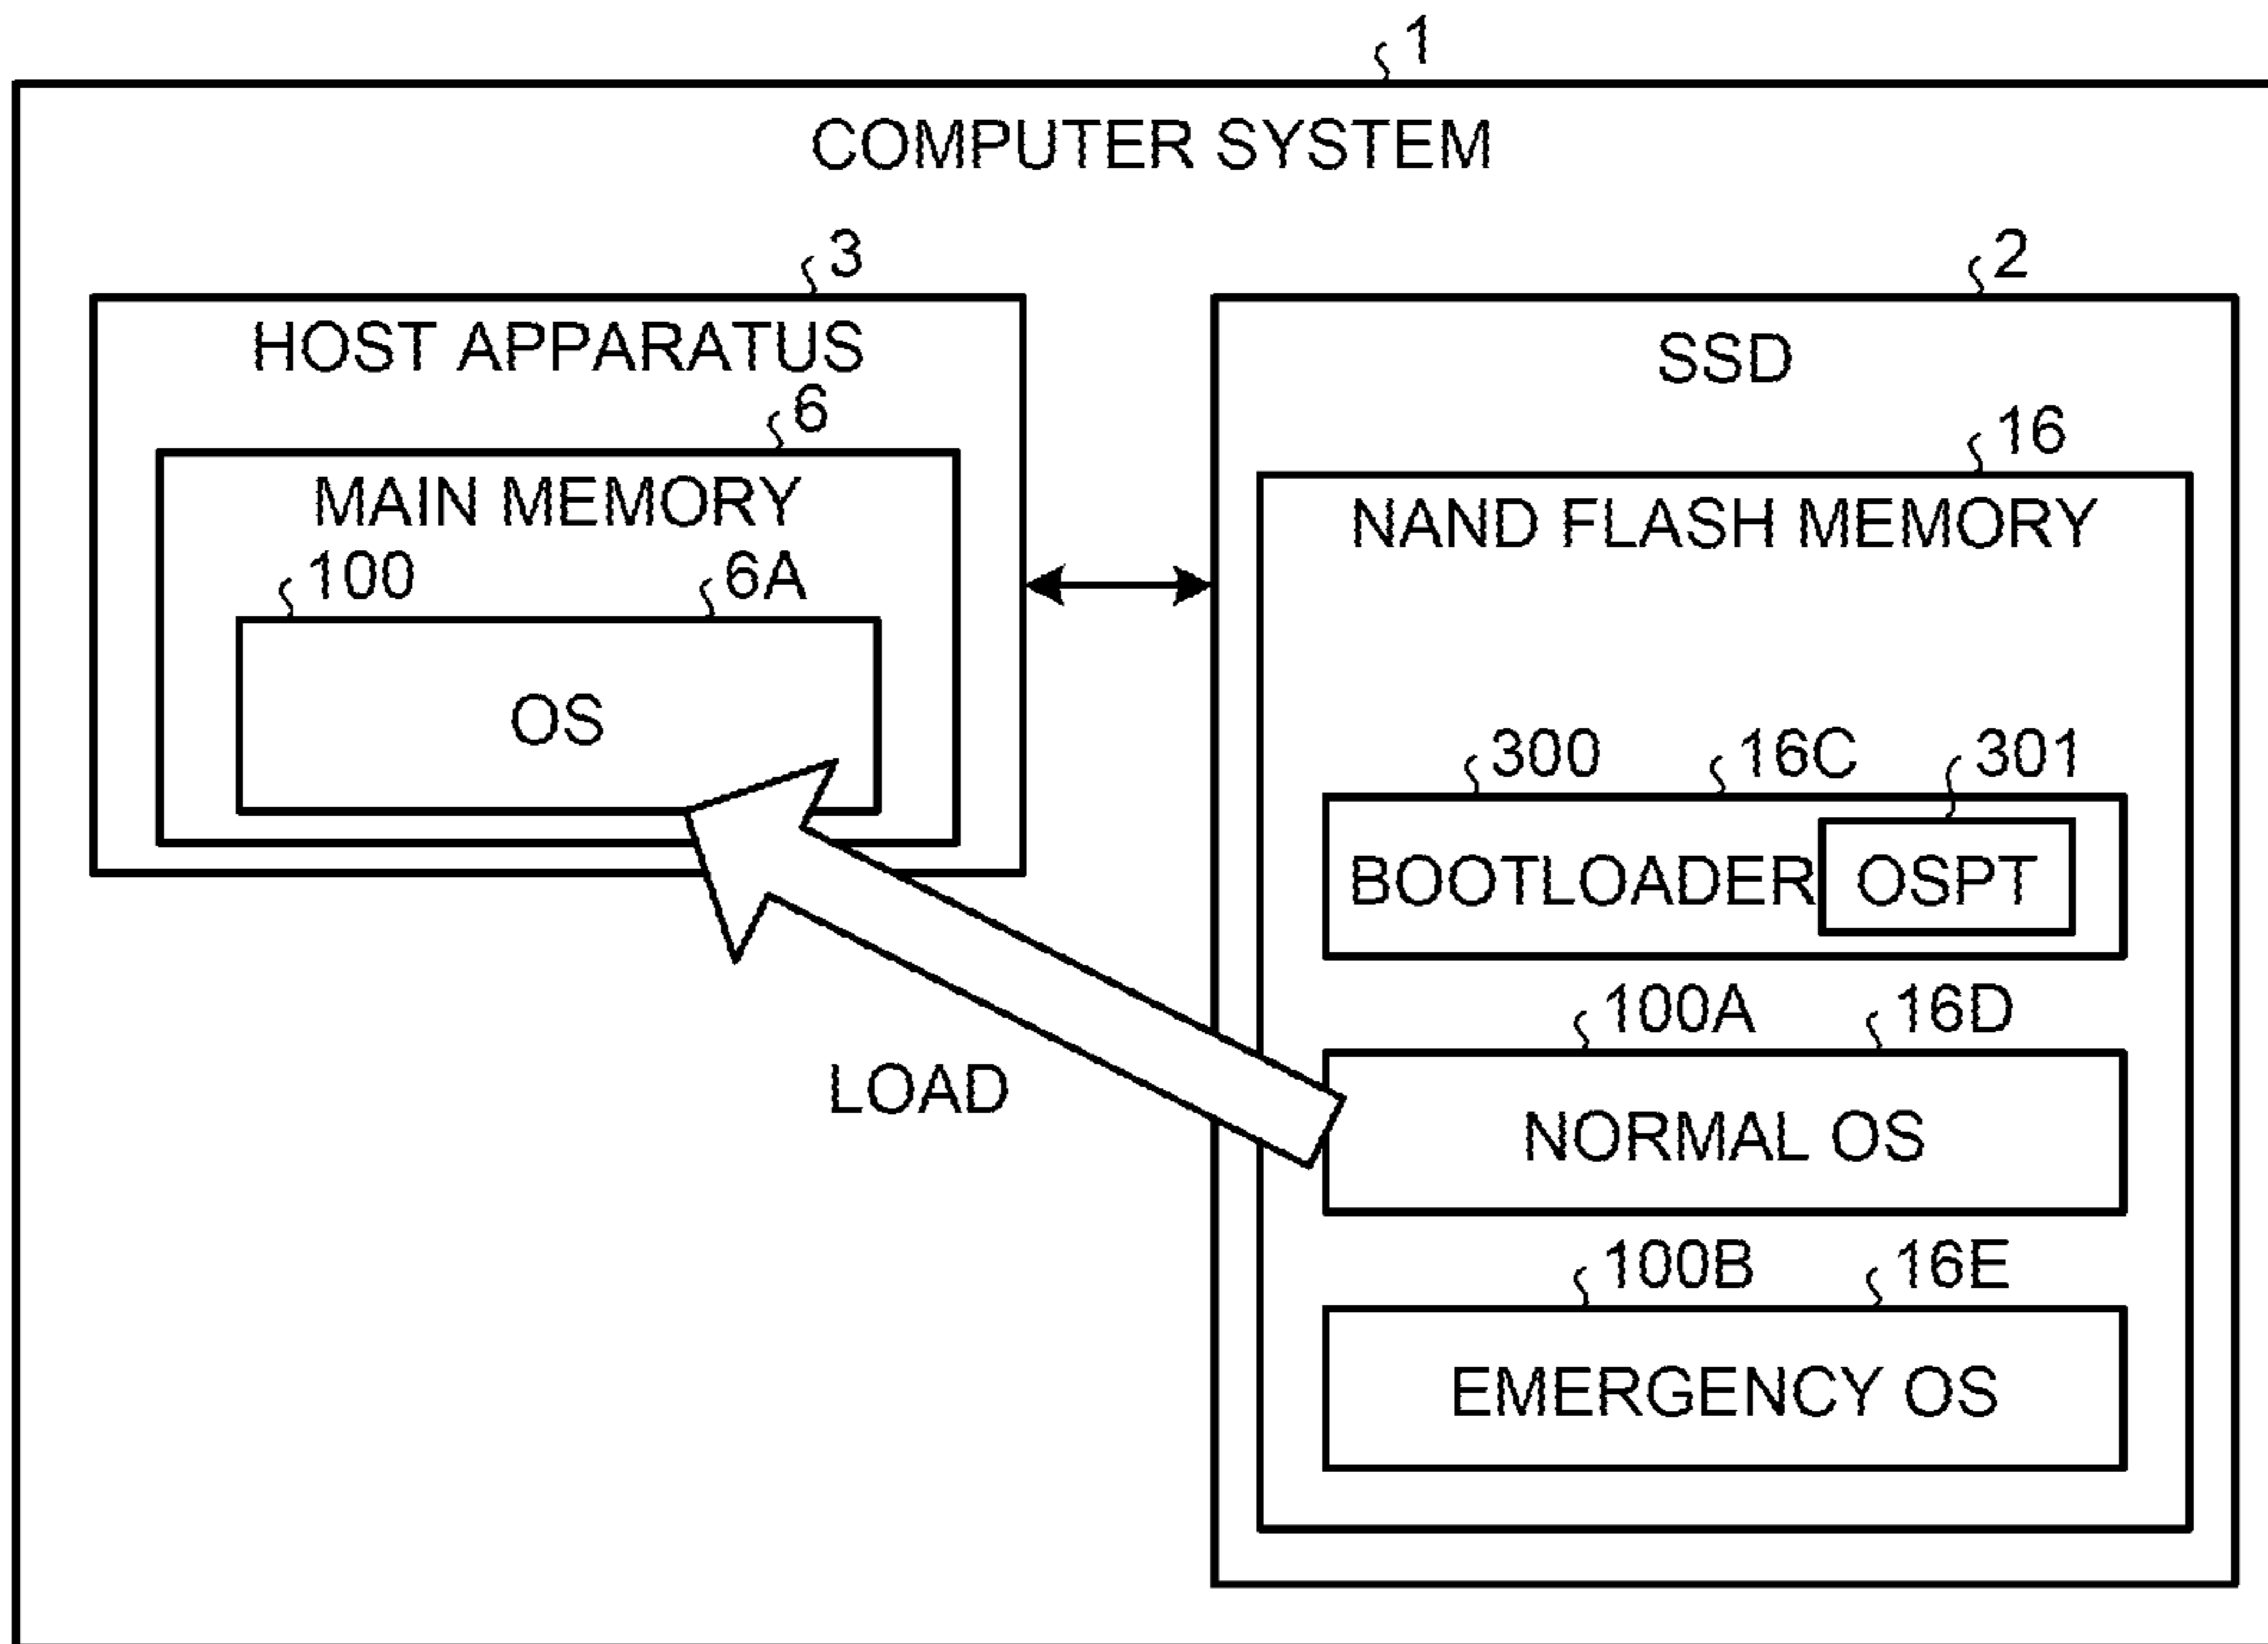 1
COMPUTER SYSTEM
3
HOST APPARATUS
6
MAIN MEMORY
100 6A
OS
2
SSD
16
NAND FLASH MEMORY
300 16C 301
BOOTLOADER OSPT
100A 16D
NORMAL OS
LOAD
100B 16E
EMERGENCY OS